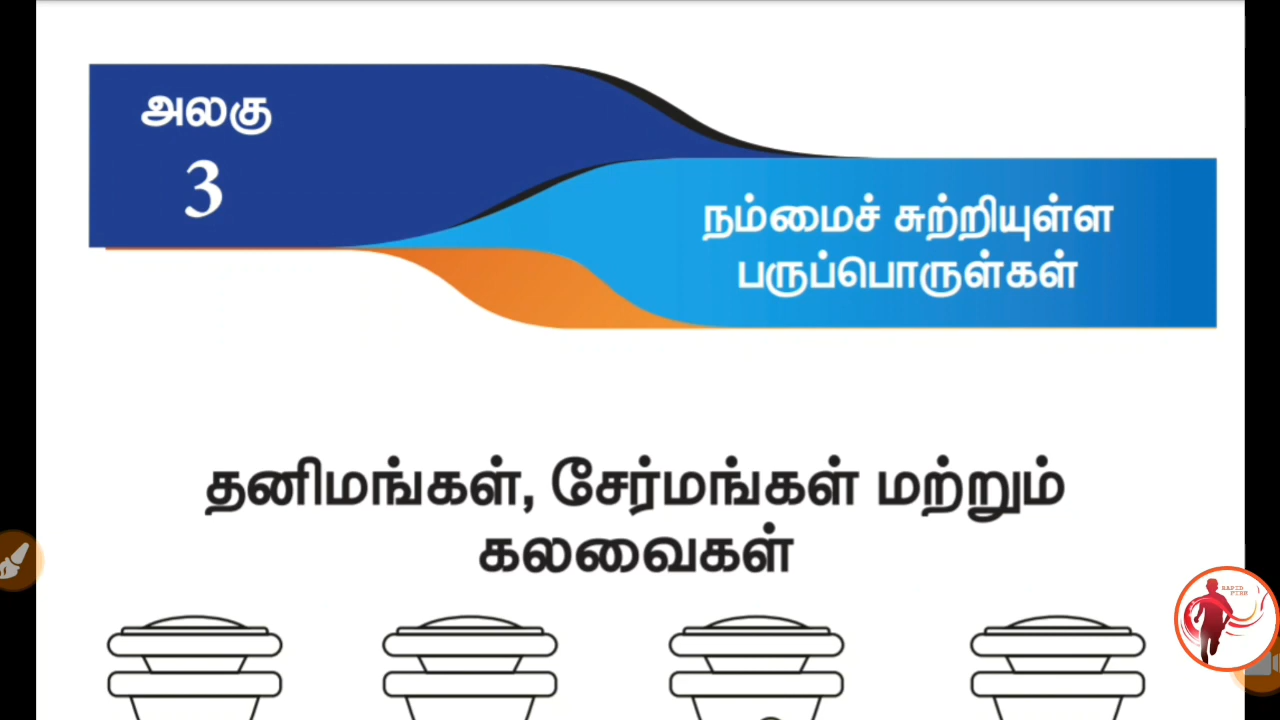 அலகு
3
நம்மைச் சுற்றியுள்ள
பருப்பொருள்கள்
தனிமங்கள், சேர்மங்கள் மற்றும்
கலவைகள்